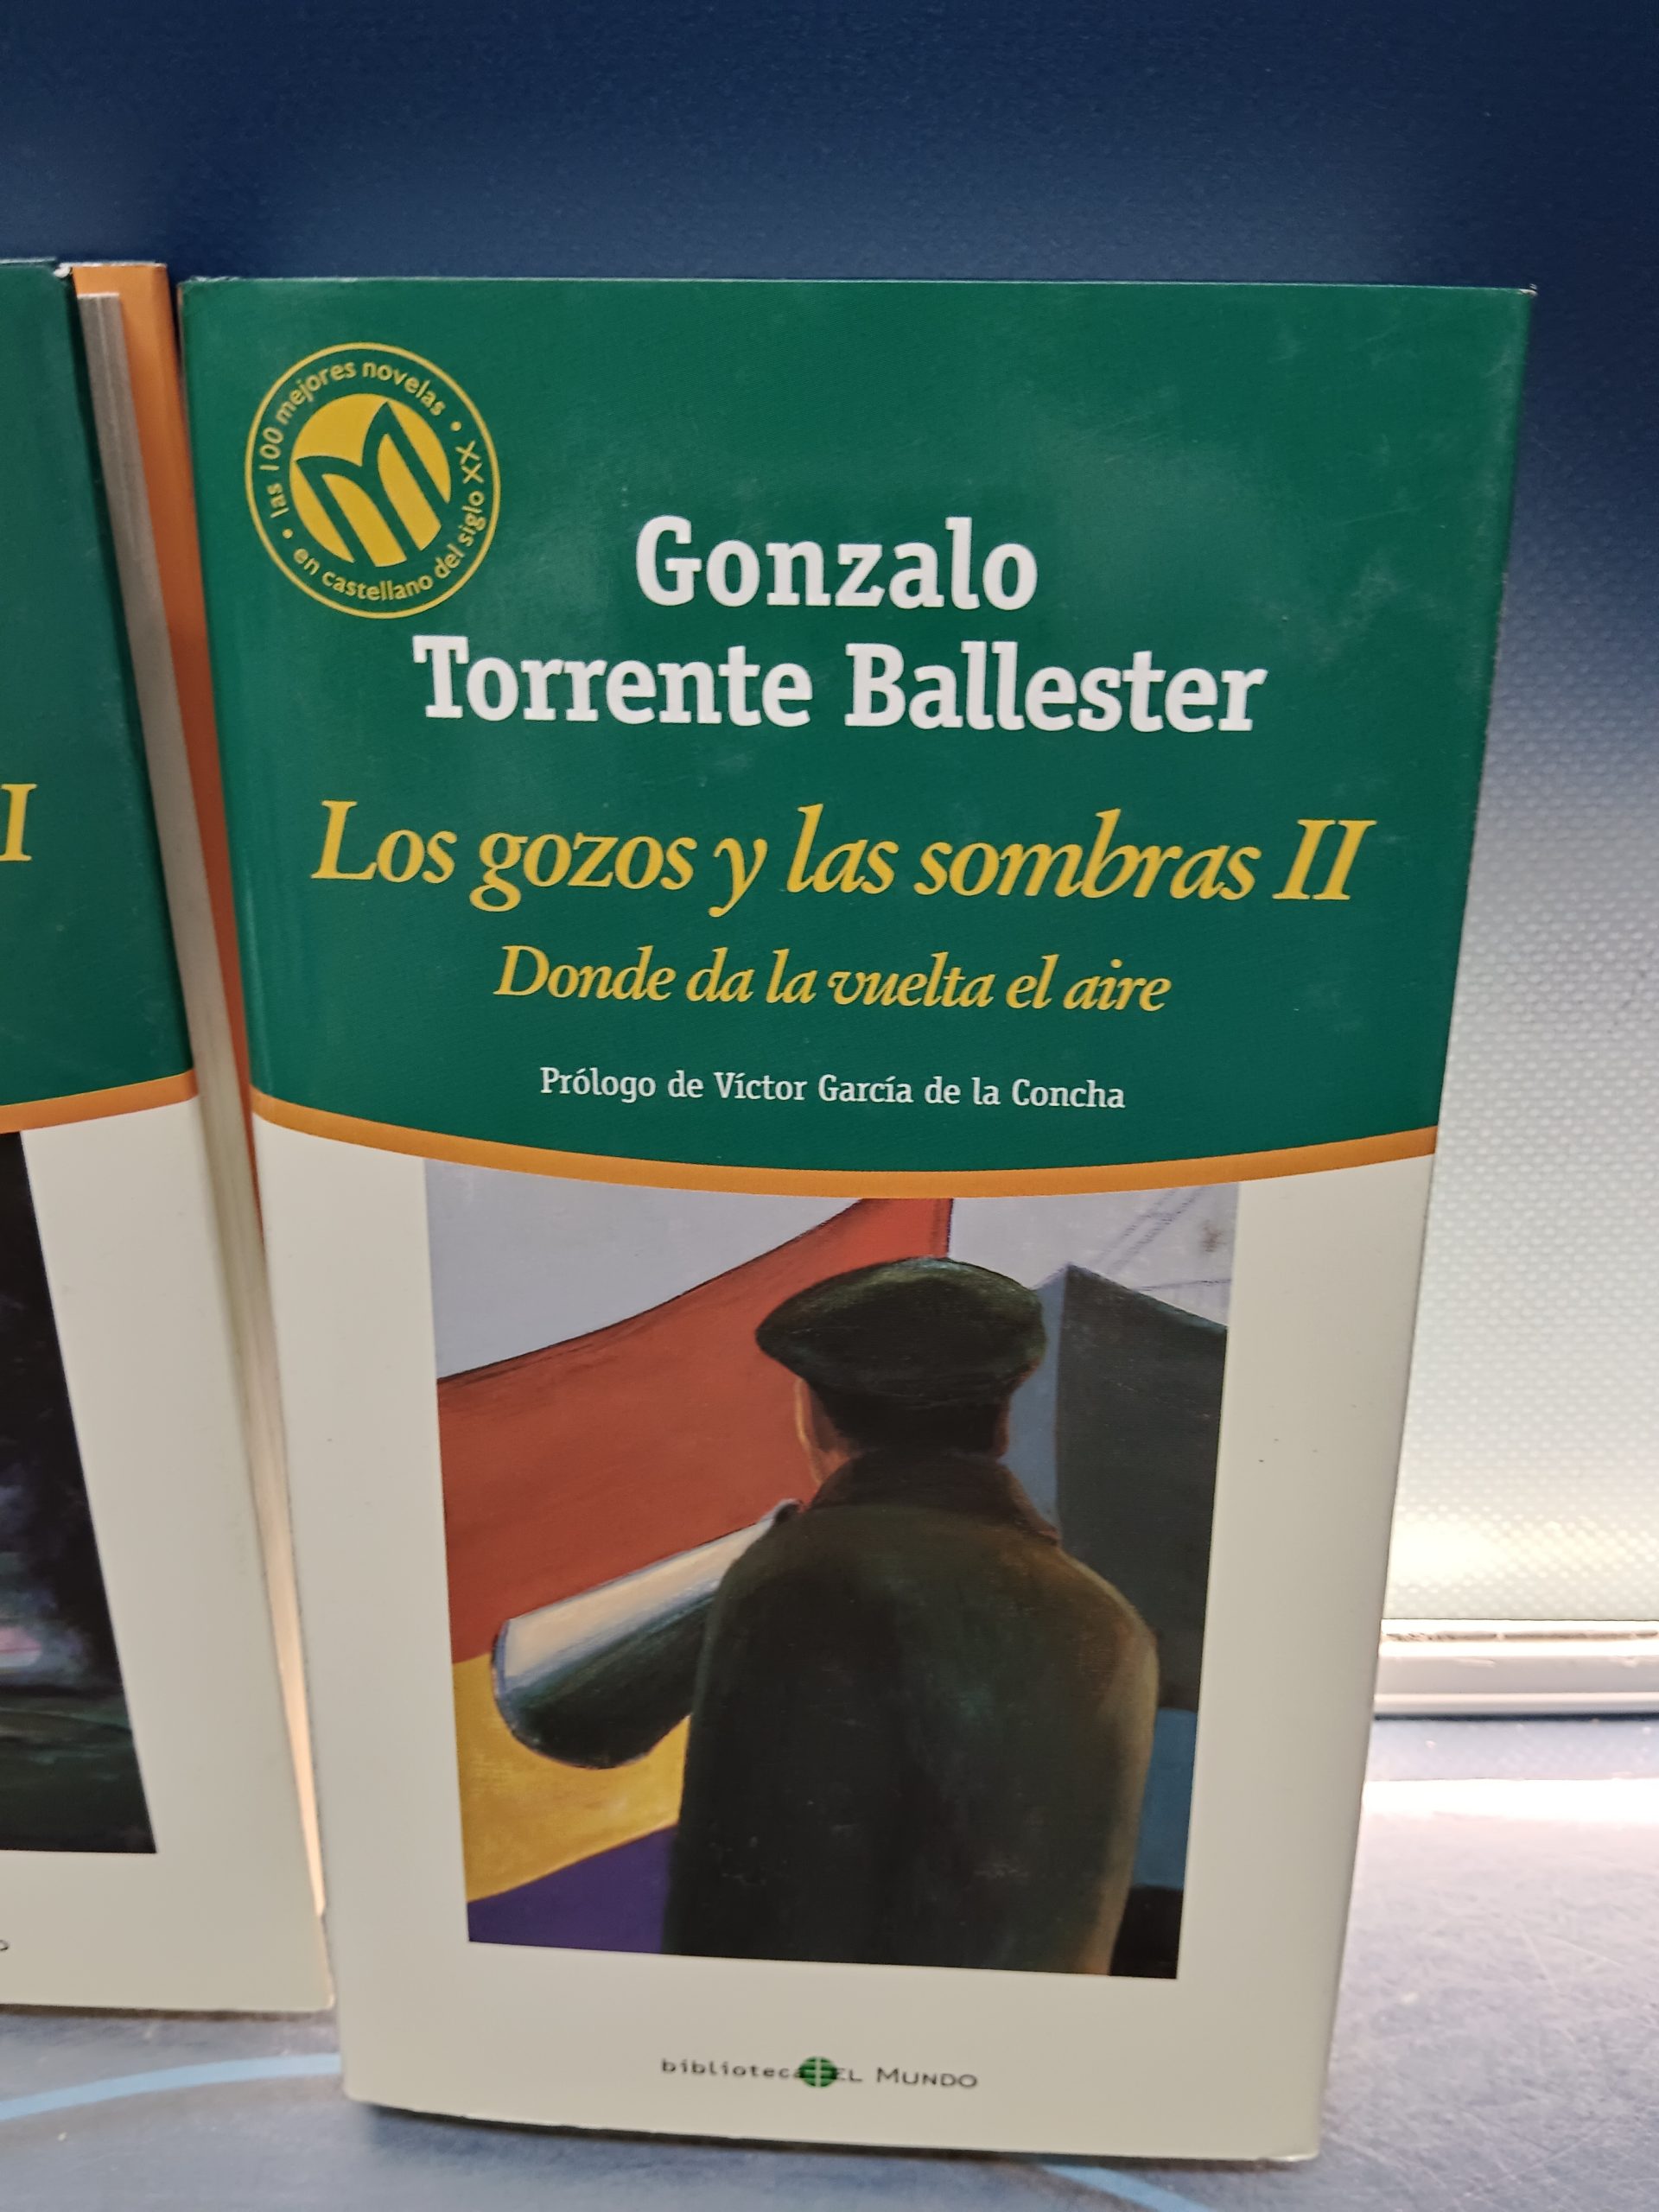 las 100 mejores novelas
en castellano del siglo XX
Gonzalo
Torrente Ballester
Los gozos y las sombras II
Donde da la vuelta el aire
Prólogo de Víctor García de la Concha
biblioteca EL MUNDO
I